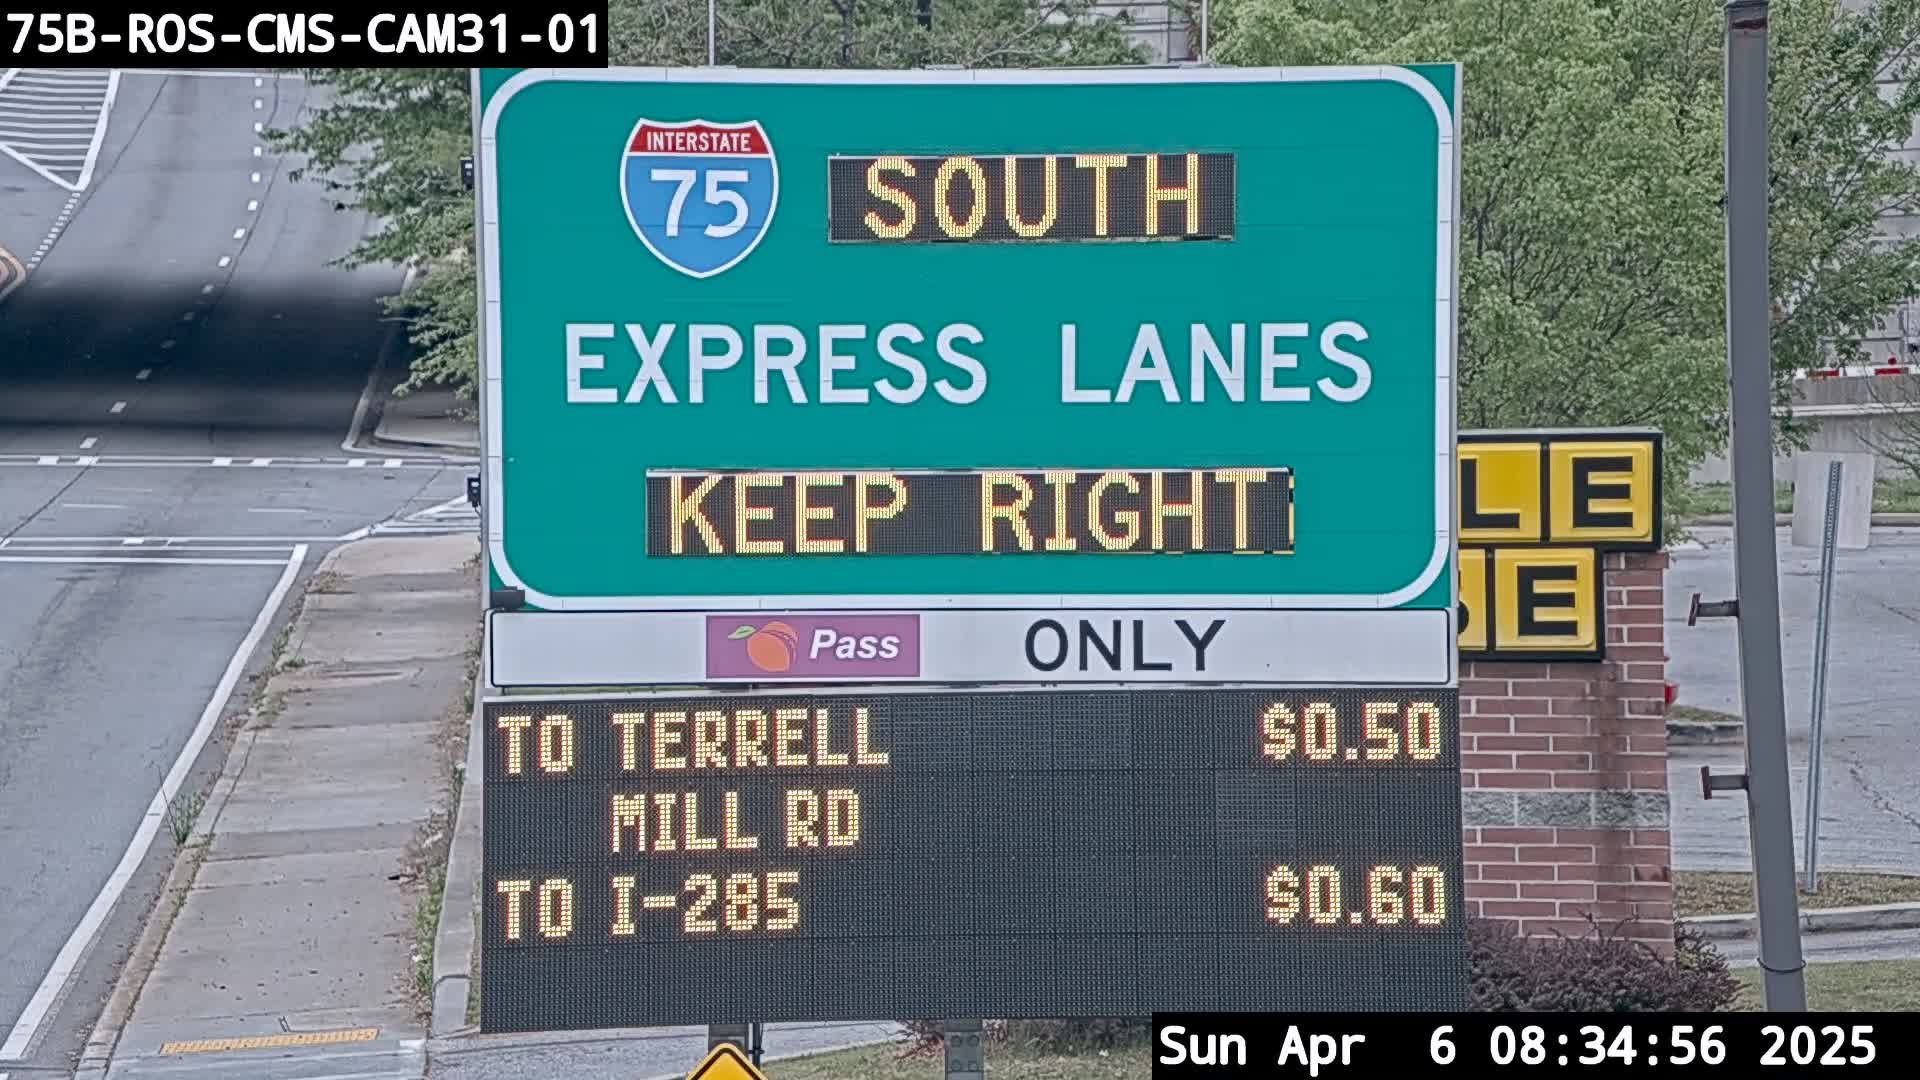 75B-ROS-CMS-CAM31-01
INTERSTATE
75
SOUTH
EXPRESS LANES
KEEP RIGHT
LE
E
Pass ONLY
TO TERRELL $0.50
MILL RD
TO I-285 $0.60
Sun Apr 6 08:34:56 2025